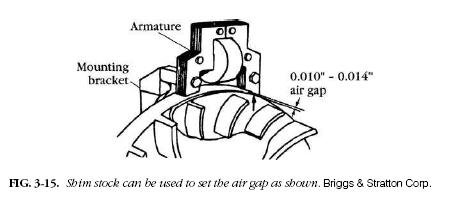 Armature
Mounting
bracket
0.010" - 0.014"
air gap
FIG. 3-15. Shim stock can be used to set the air gap as shown. Briggs & Stratton Corp.